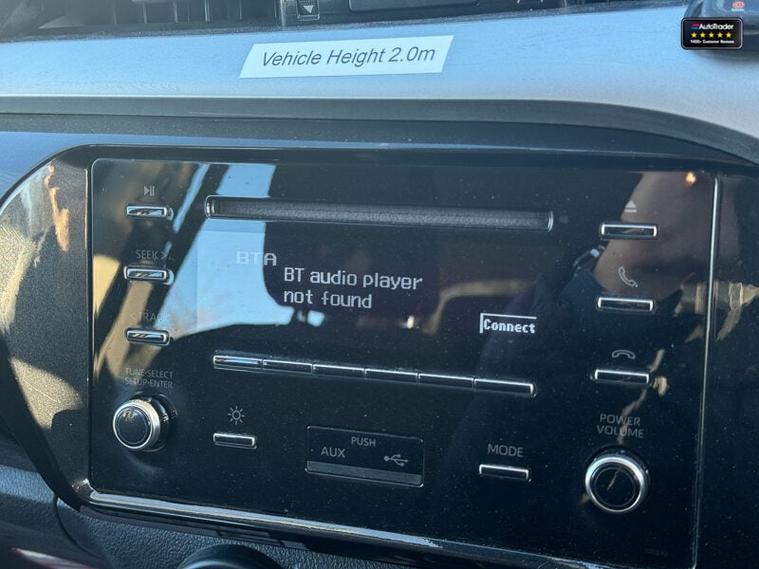 AutoTrader
Vehicle Height 2.0m
SEEK >
BTA
BT audio player
not found
Connect
< TRACK
TUNE•SELECT
SETUP•ENTER
POWER
VOLUME
PUSH
AUX
MODE